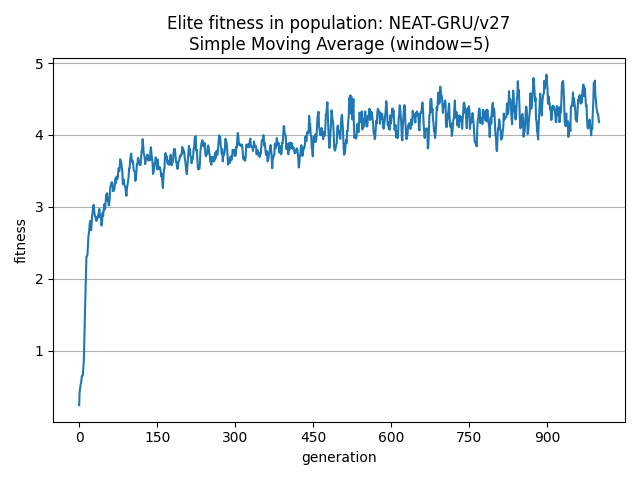 Elite fitness in population: NEAT-GRU/v27
Simple Moving Average (window=5)
5
4
3
2
1
fitness
0 150 300 450 600 750 900
generation